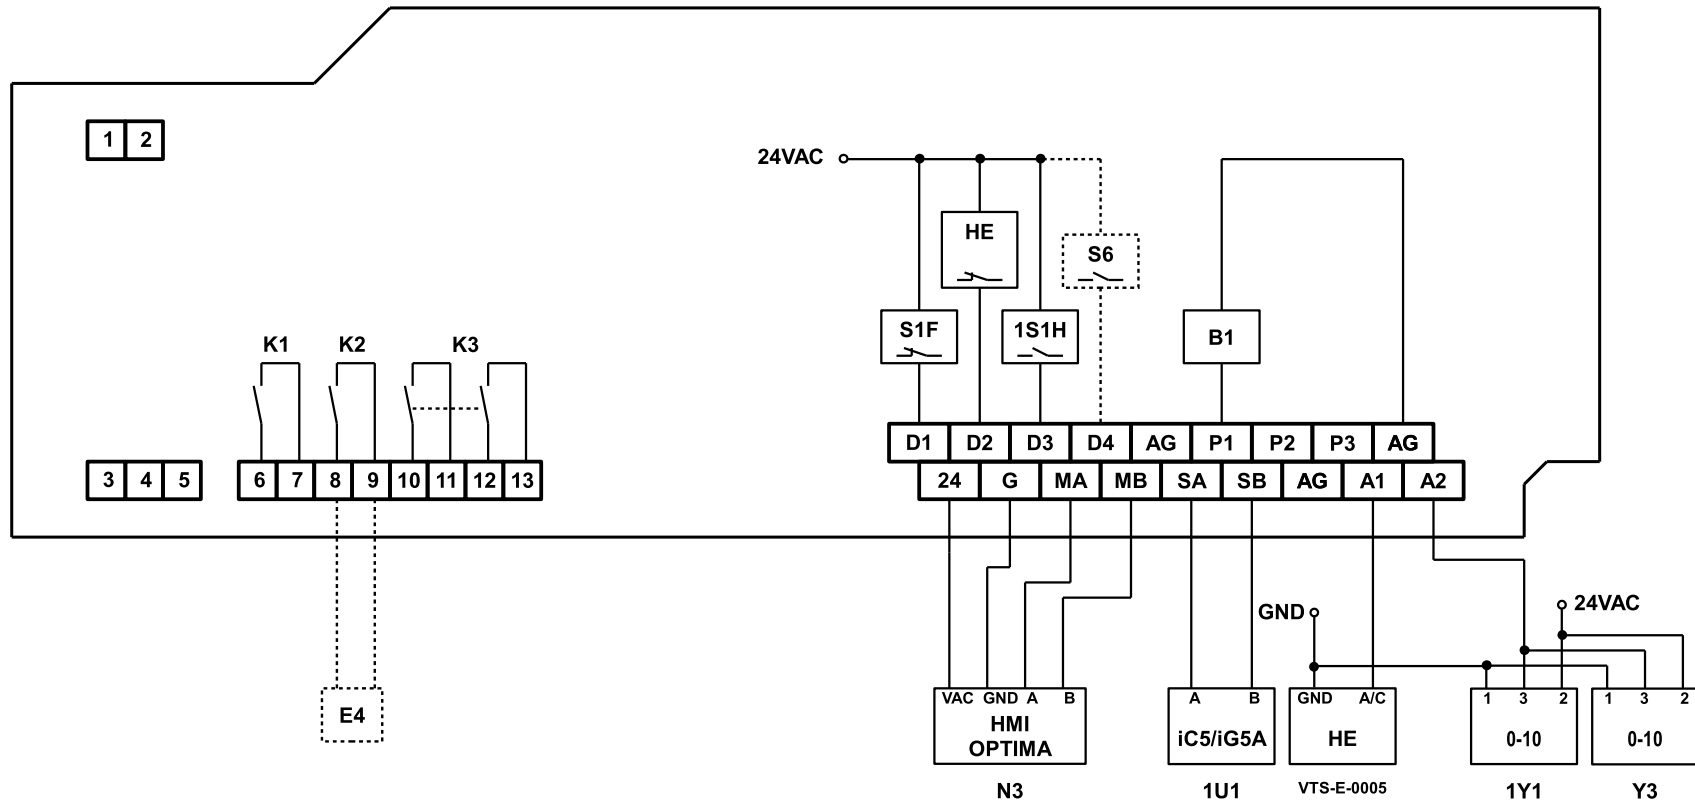 1 2
24VAC
HE
S6
S1F 1S1H B1
K1 K2 K3
D1 D2 D3 D4 AG P1 P2 P3 AG
3 4 5 6 7 8 9 10 11 12 13 24 G MA MB SA SB AG A1 A2
GND 24VAC
VAC GND A B A B GND A/C 1 3 2 1 3 2
E4
HMI
OPTIMA
iC5/iG5A HE 0-10 0-10
N3 1U1 VTS-E-0005 1Y1 Y3